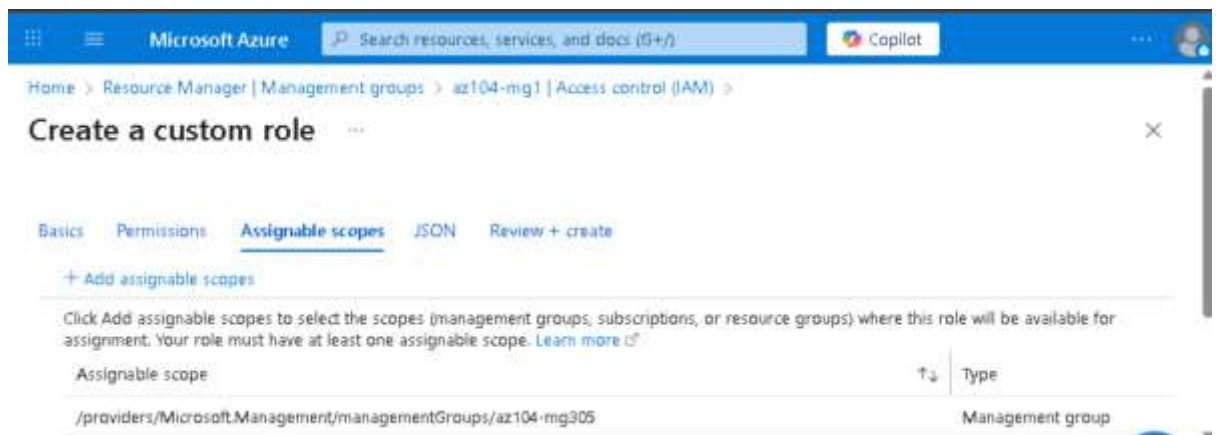 Microsoft Azure
Search resources, services, and docs (G+/)
Copilot
...
Home > Resource Manager | Management groups > az104-mg1 | Access control (IAM) >
Create a custom role ...
Basics Permissions Assignable scopes JSON Review + create
+ Add assignable scopes
Click Add assignable scopes to select the scopes (management groups, subscriptions, or resource groups) where this role will be available for
assignment. Your role must have at least one assignable scope. Learn more
Assignable scope ↑↓ Type
/providers/Microsoft.Management/managementGroups/az104-mg305 Management group